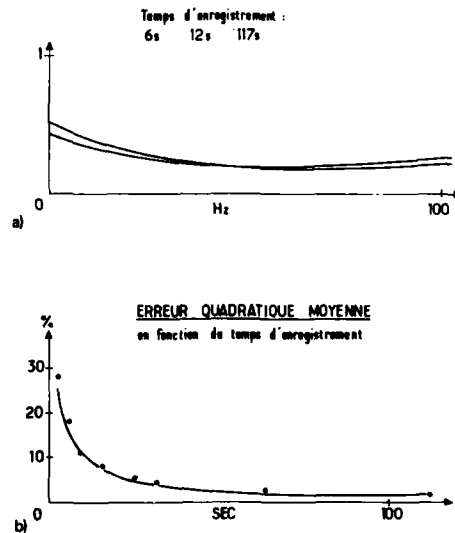 Temps d'enregistrement :
6s 12s 117s
1
0
Hz
100
a)
ERREUR QUADRATIQUE MOYENNE
en fonction du temps d'enregistrement
%
30
20
10
0
SEC
100
b)